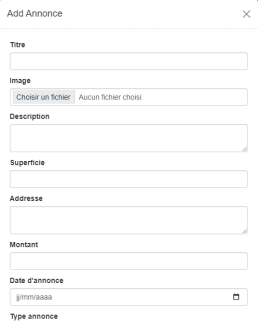 Add Annonce
Titre
Image
Choisir un fichier Aucun fichier choisi
Description
Superficie
Addresse
Montant
Date d'annonce
jj/mm/aaaa
Type annonce